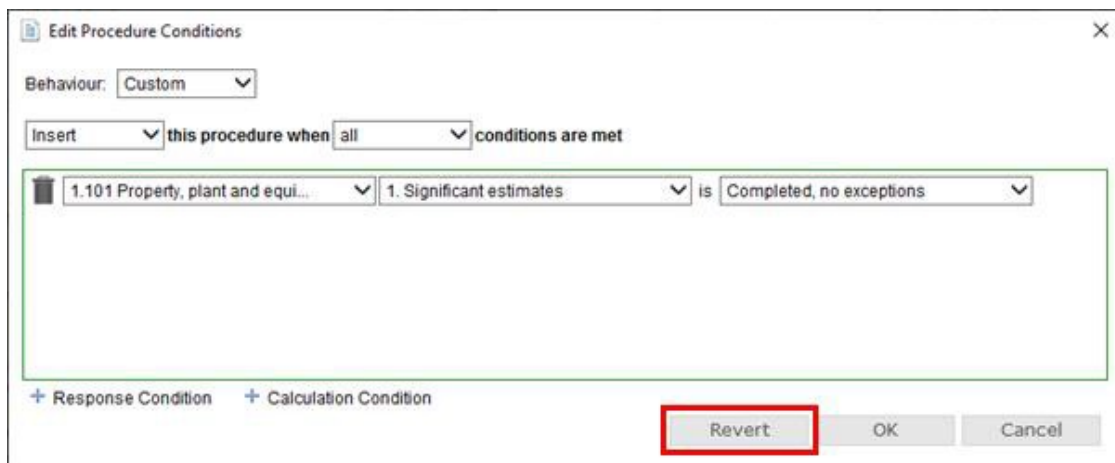 Edit Procedure Conditions
Behaviour: Custom
Insert this procedure when all conditions are met
1.101 Property, plant and equi... 1. Significant estimates is Completed, no exceptions
+ Response Condition + Calculation Condition
Revert OK Cancel